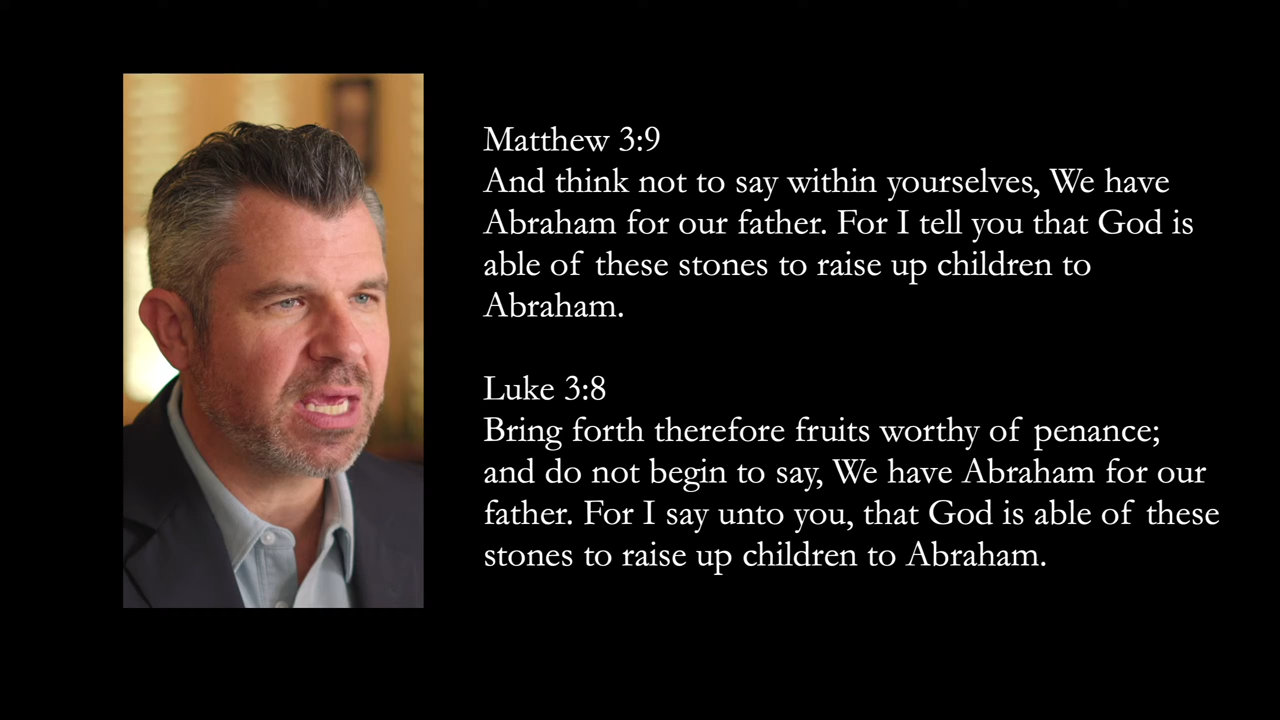 Matthew 3:9
And think not to say within yourselves, We have
Abraham for our father. For I tell you that God is
able of these stones to raise up children to
Abraham.
Luke 3:8
Bring forth therefore fruits worthy of penance;
and do not begin to say, We have Abraham for our
father. For I say unto you, that God is able of these
stones to raise up children to Abraham.